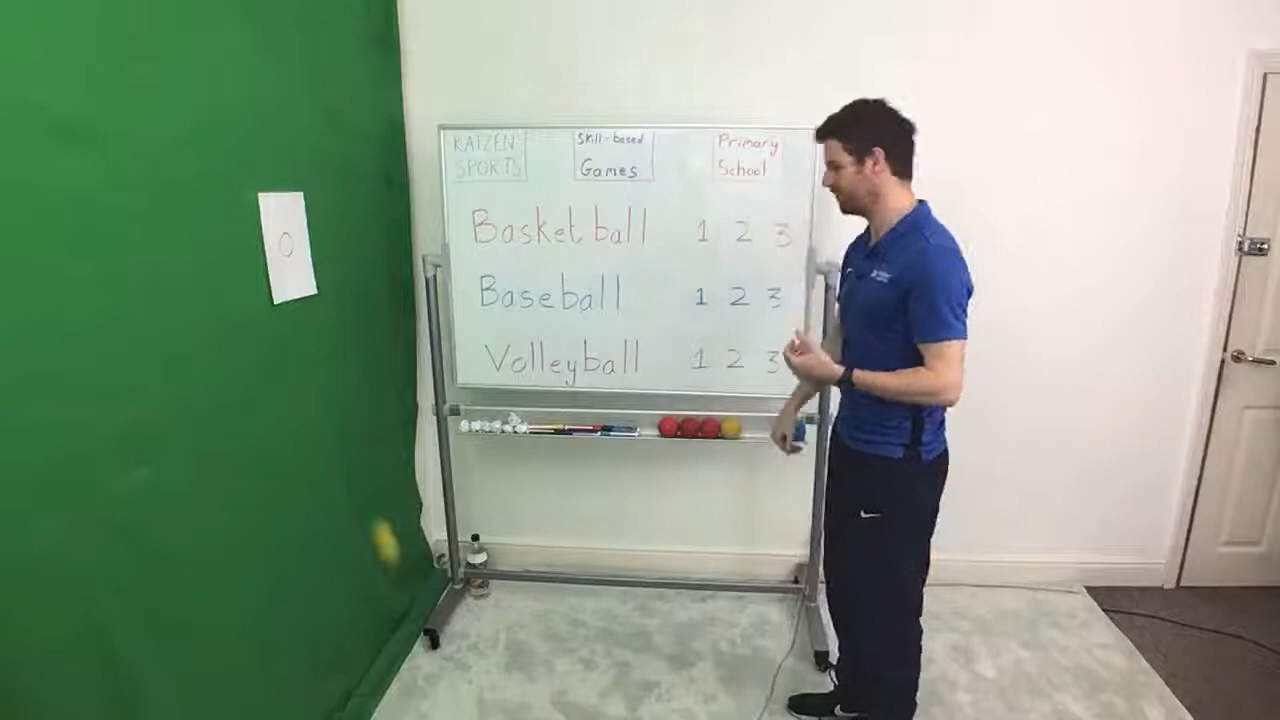 KAIZEN
SPORTS
Skill-based
Games
Primary
School
Basketball 1 2 3
Baseball 1 2 3
Volleyball 1 2 3
O